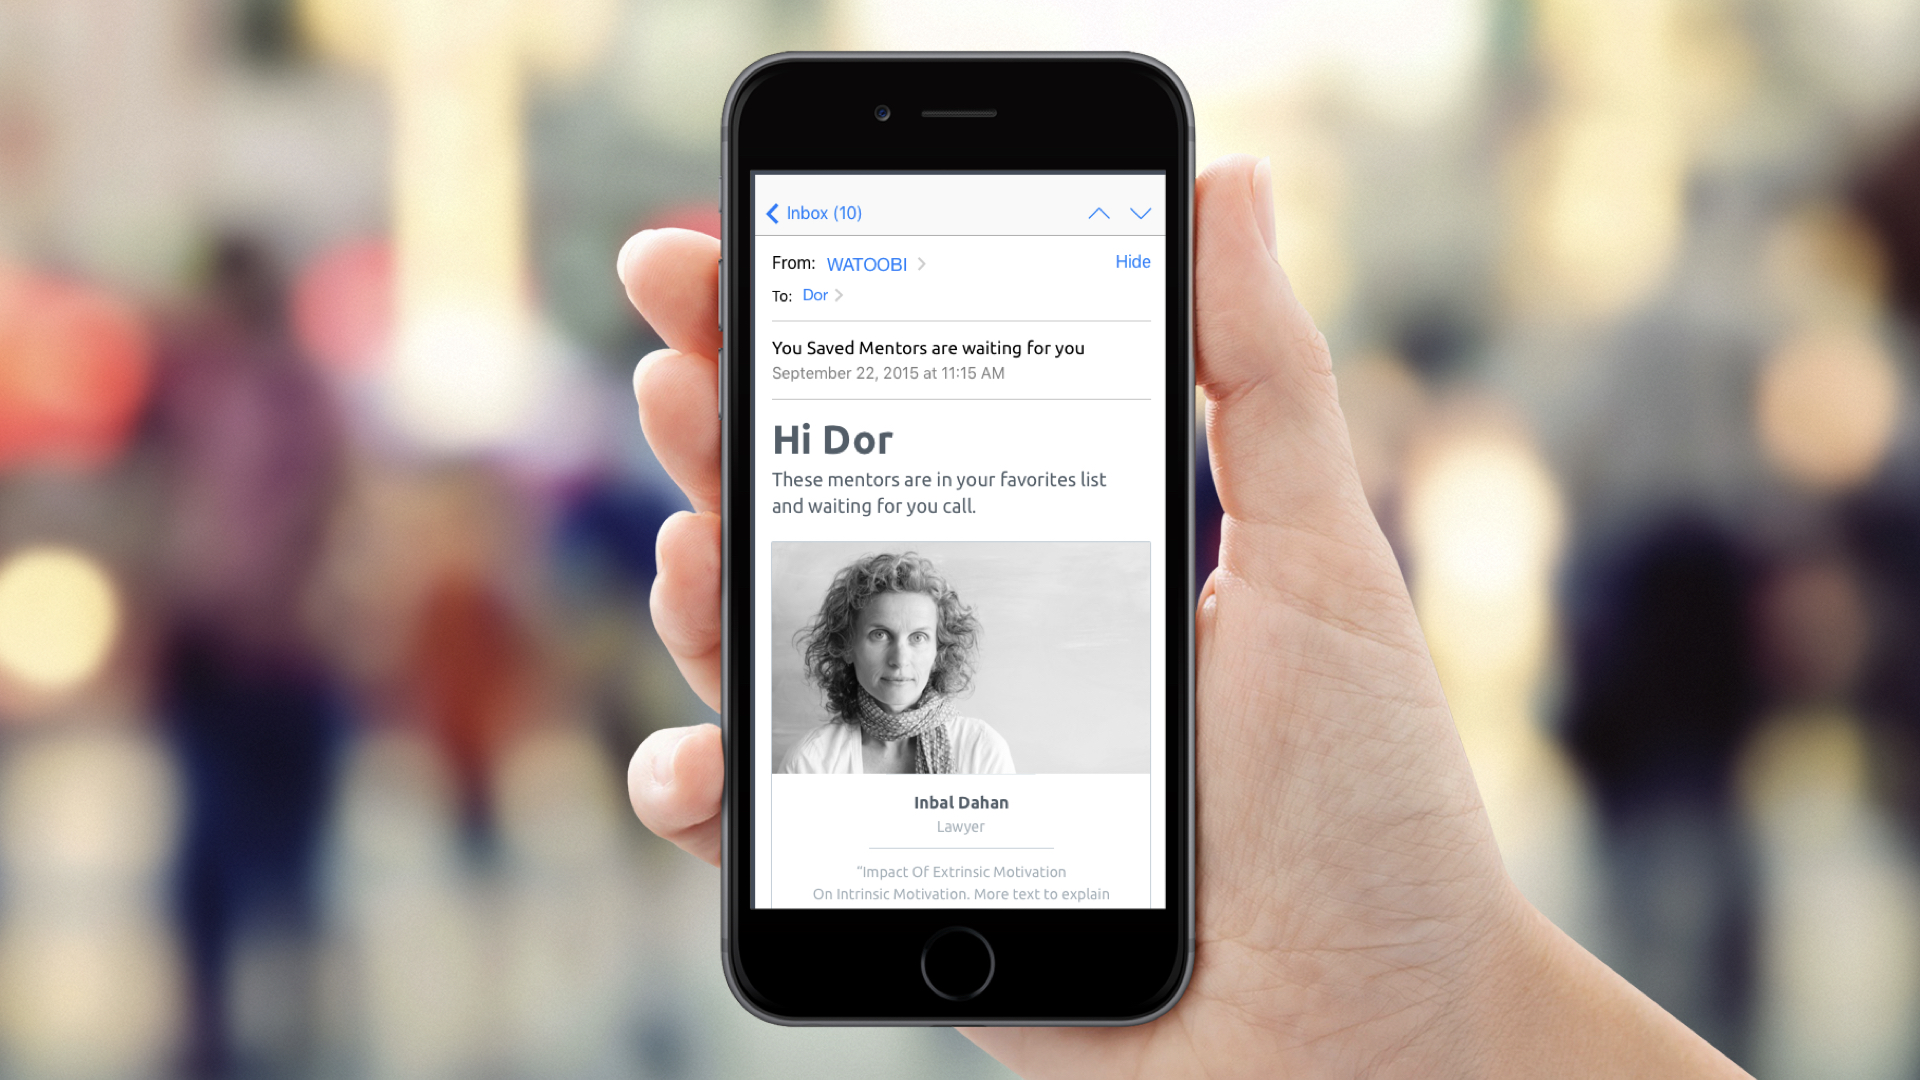 Inbox (10)
From: WATOOBI
Hide
To: Dor
You Saved Mentors are waiting for you
September 22, 2015 at 11:15 AM
Hi Dor
These mentors are in your favorites list
and waiting for you call.
Inbal Dahan
Lawyer
"Impact Of Extrinsic Motivation
On Intrinsic Motivation. More text to explain